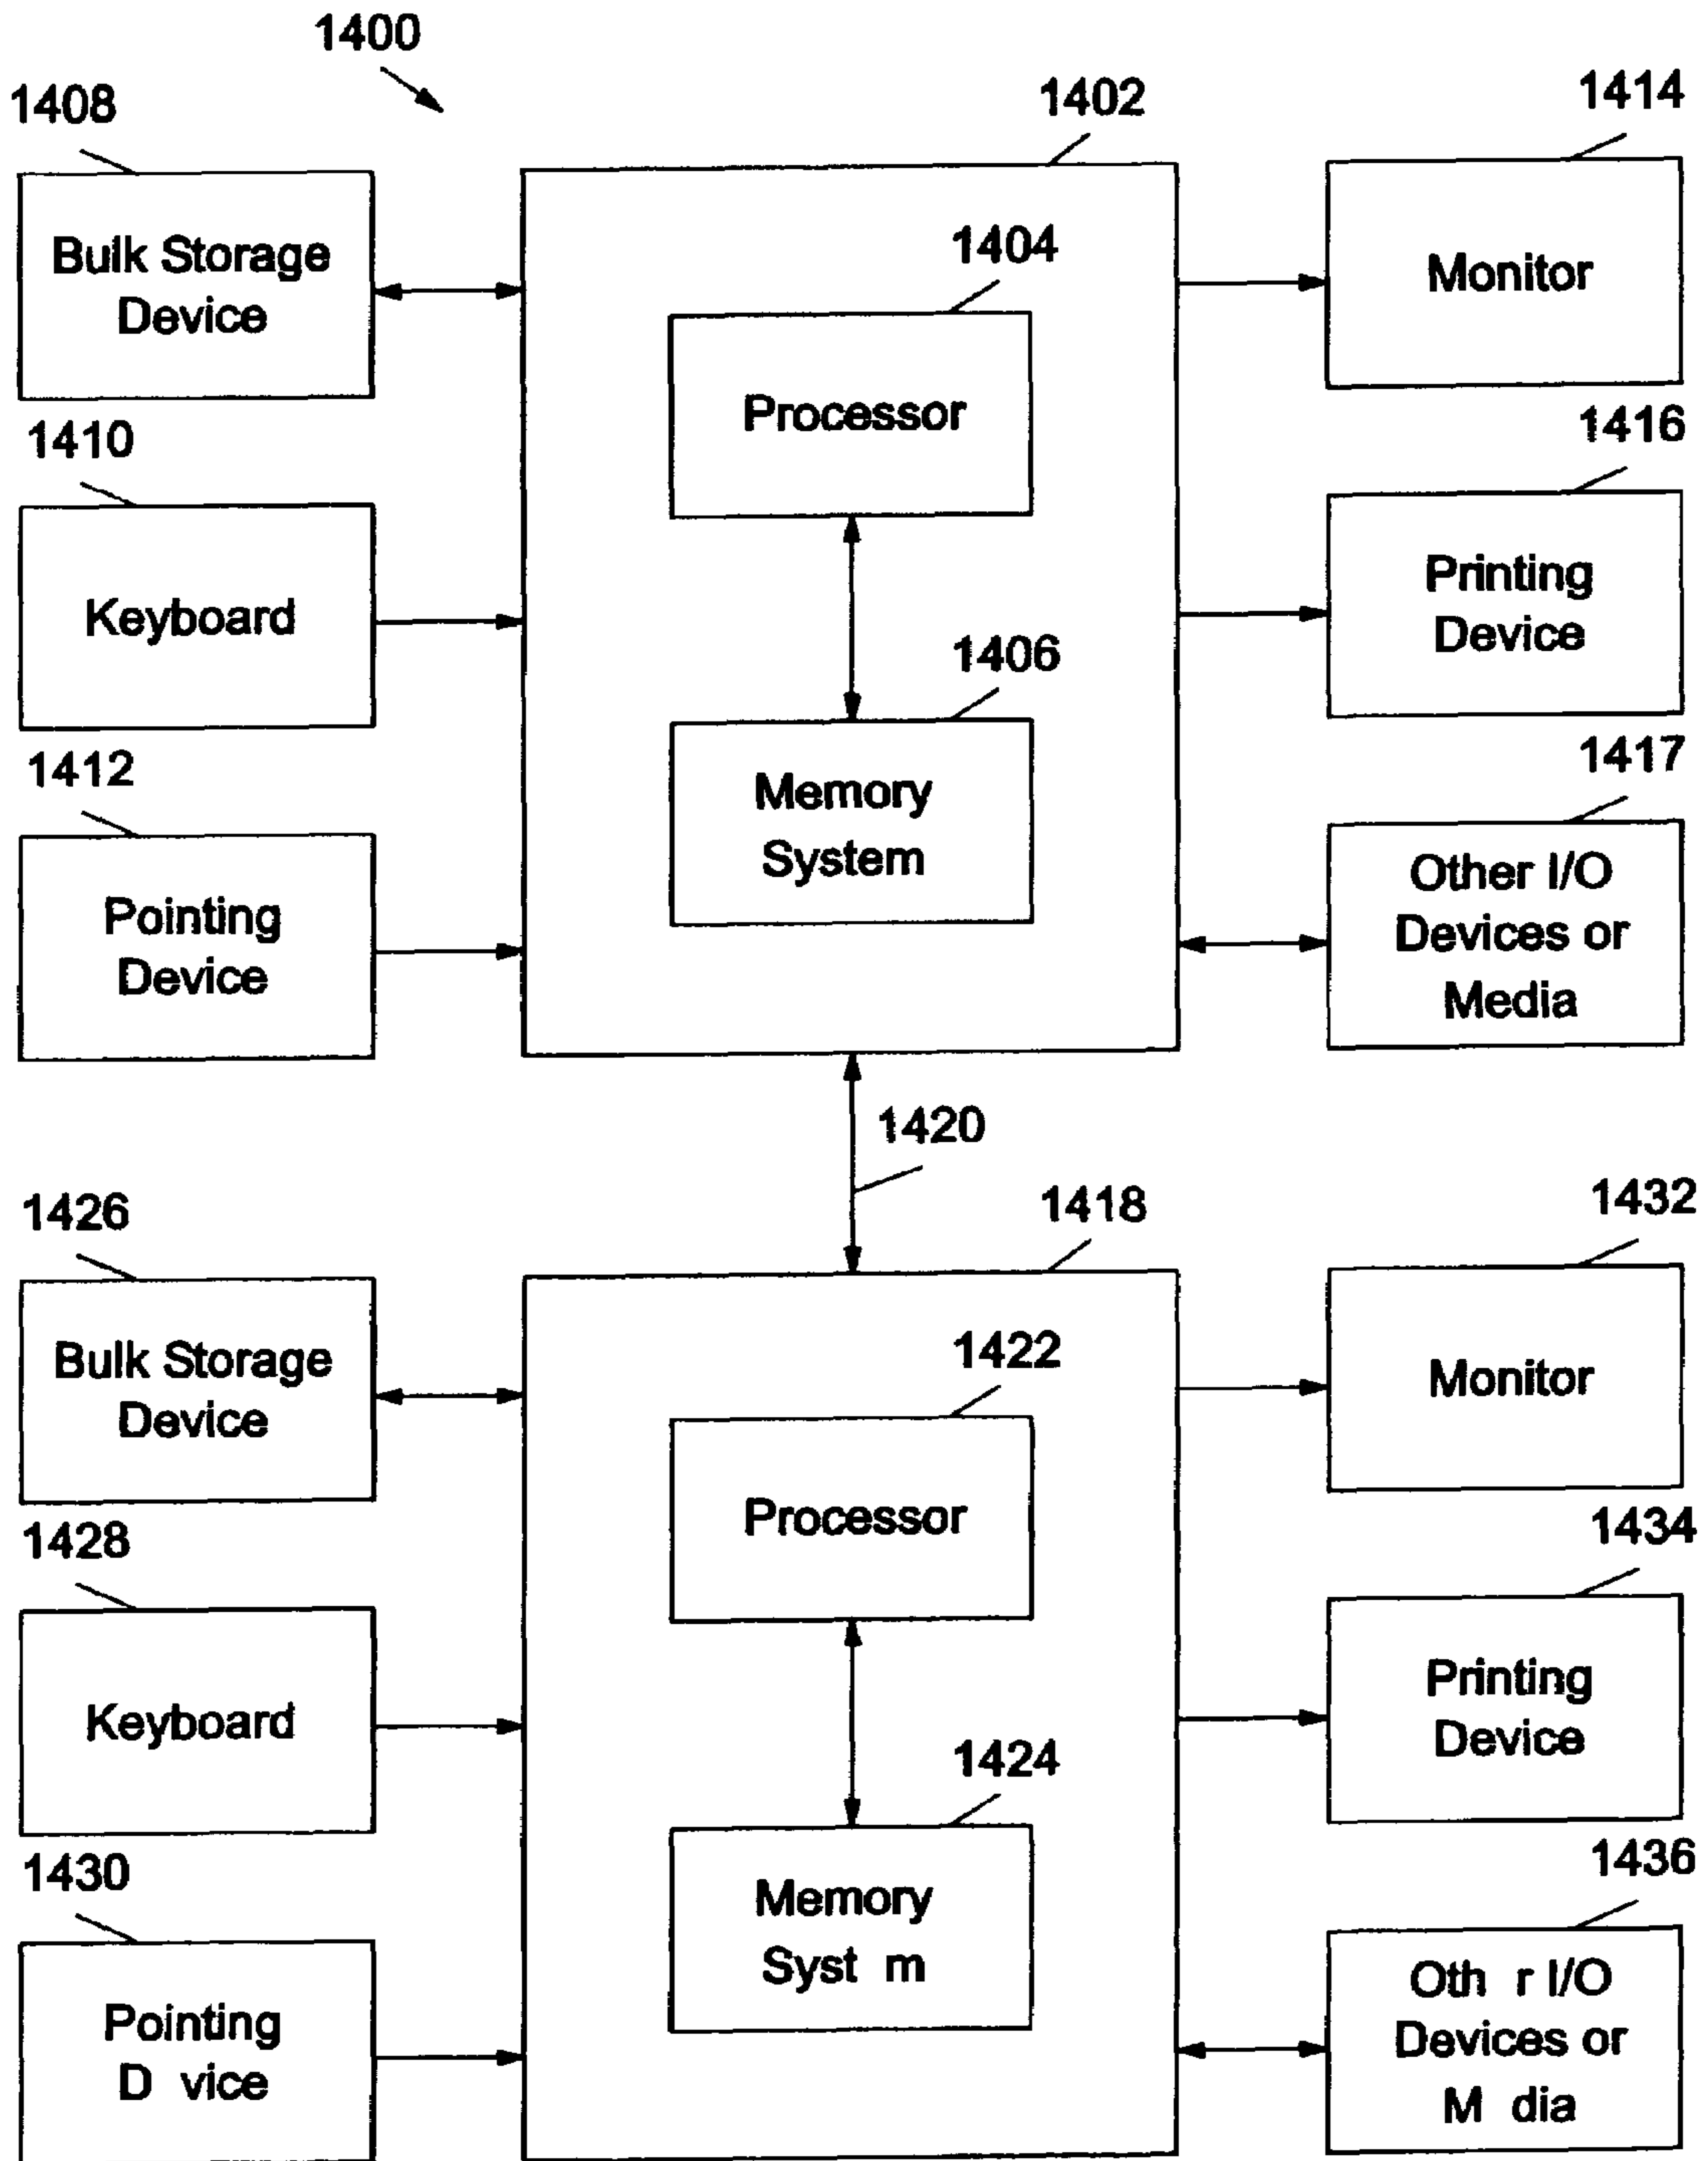 1400
1408
1402
1414
Bulk Storage
Device
1404
Monitor
Processor
1410
1416
Keyboard
Printing
Device
1406
1412
1417
Memory
System
Pointing
Device
Other I/O
Devices or
Media
1420
1426
1418
1432
Bulk Storage
Device
1422
Monitor
Processor
1428
1434
Keyboard
Printing
Device
1424
1430
1436
Memory
Syst m
Pointing
D vice
Oth r I/O
Devices or
M dia